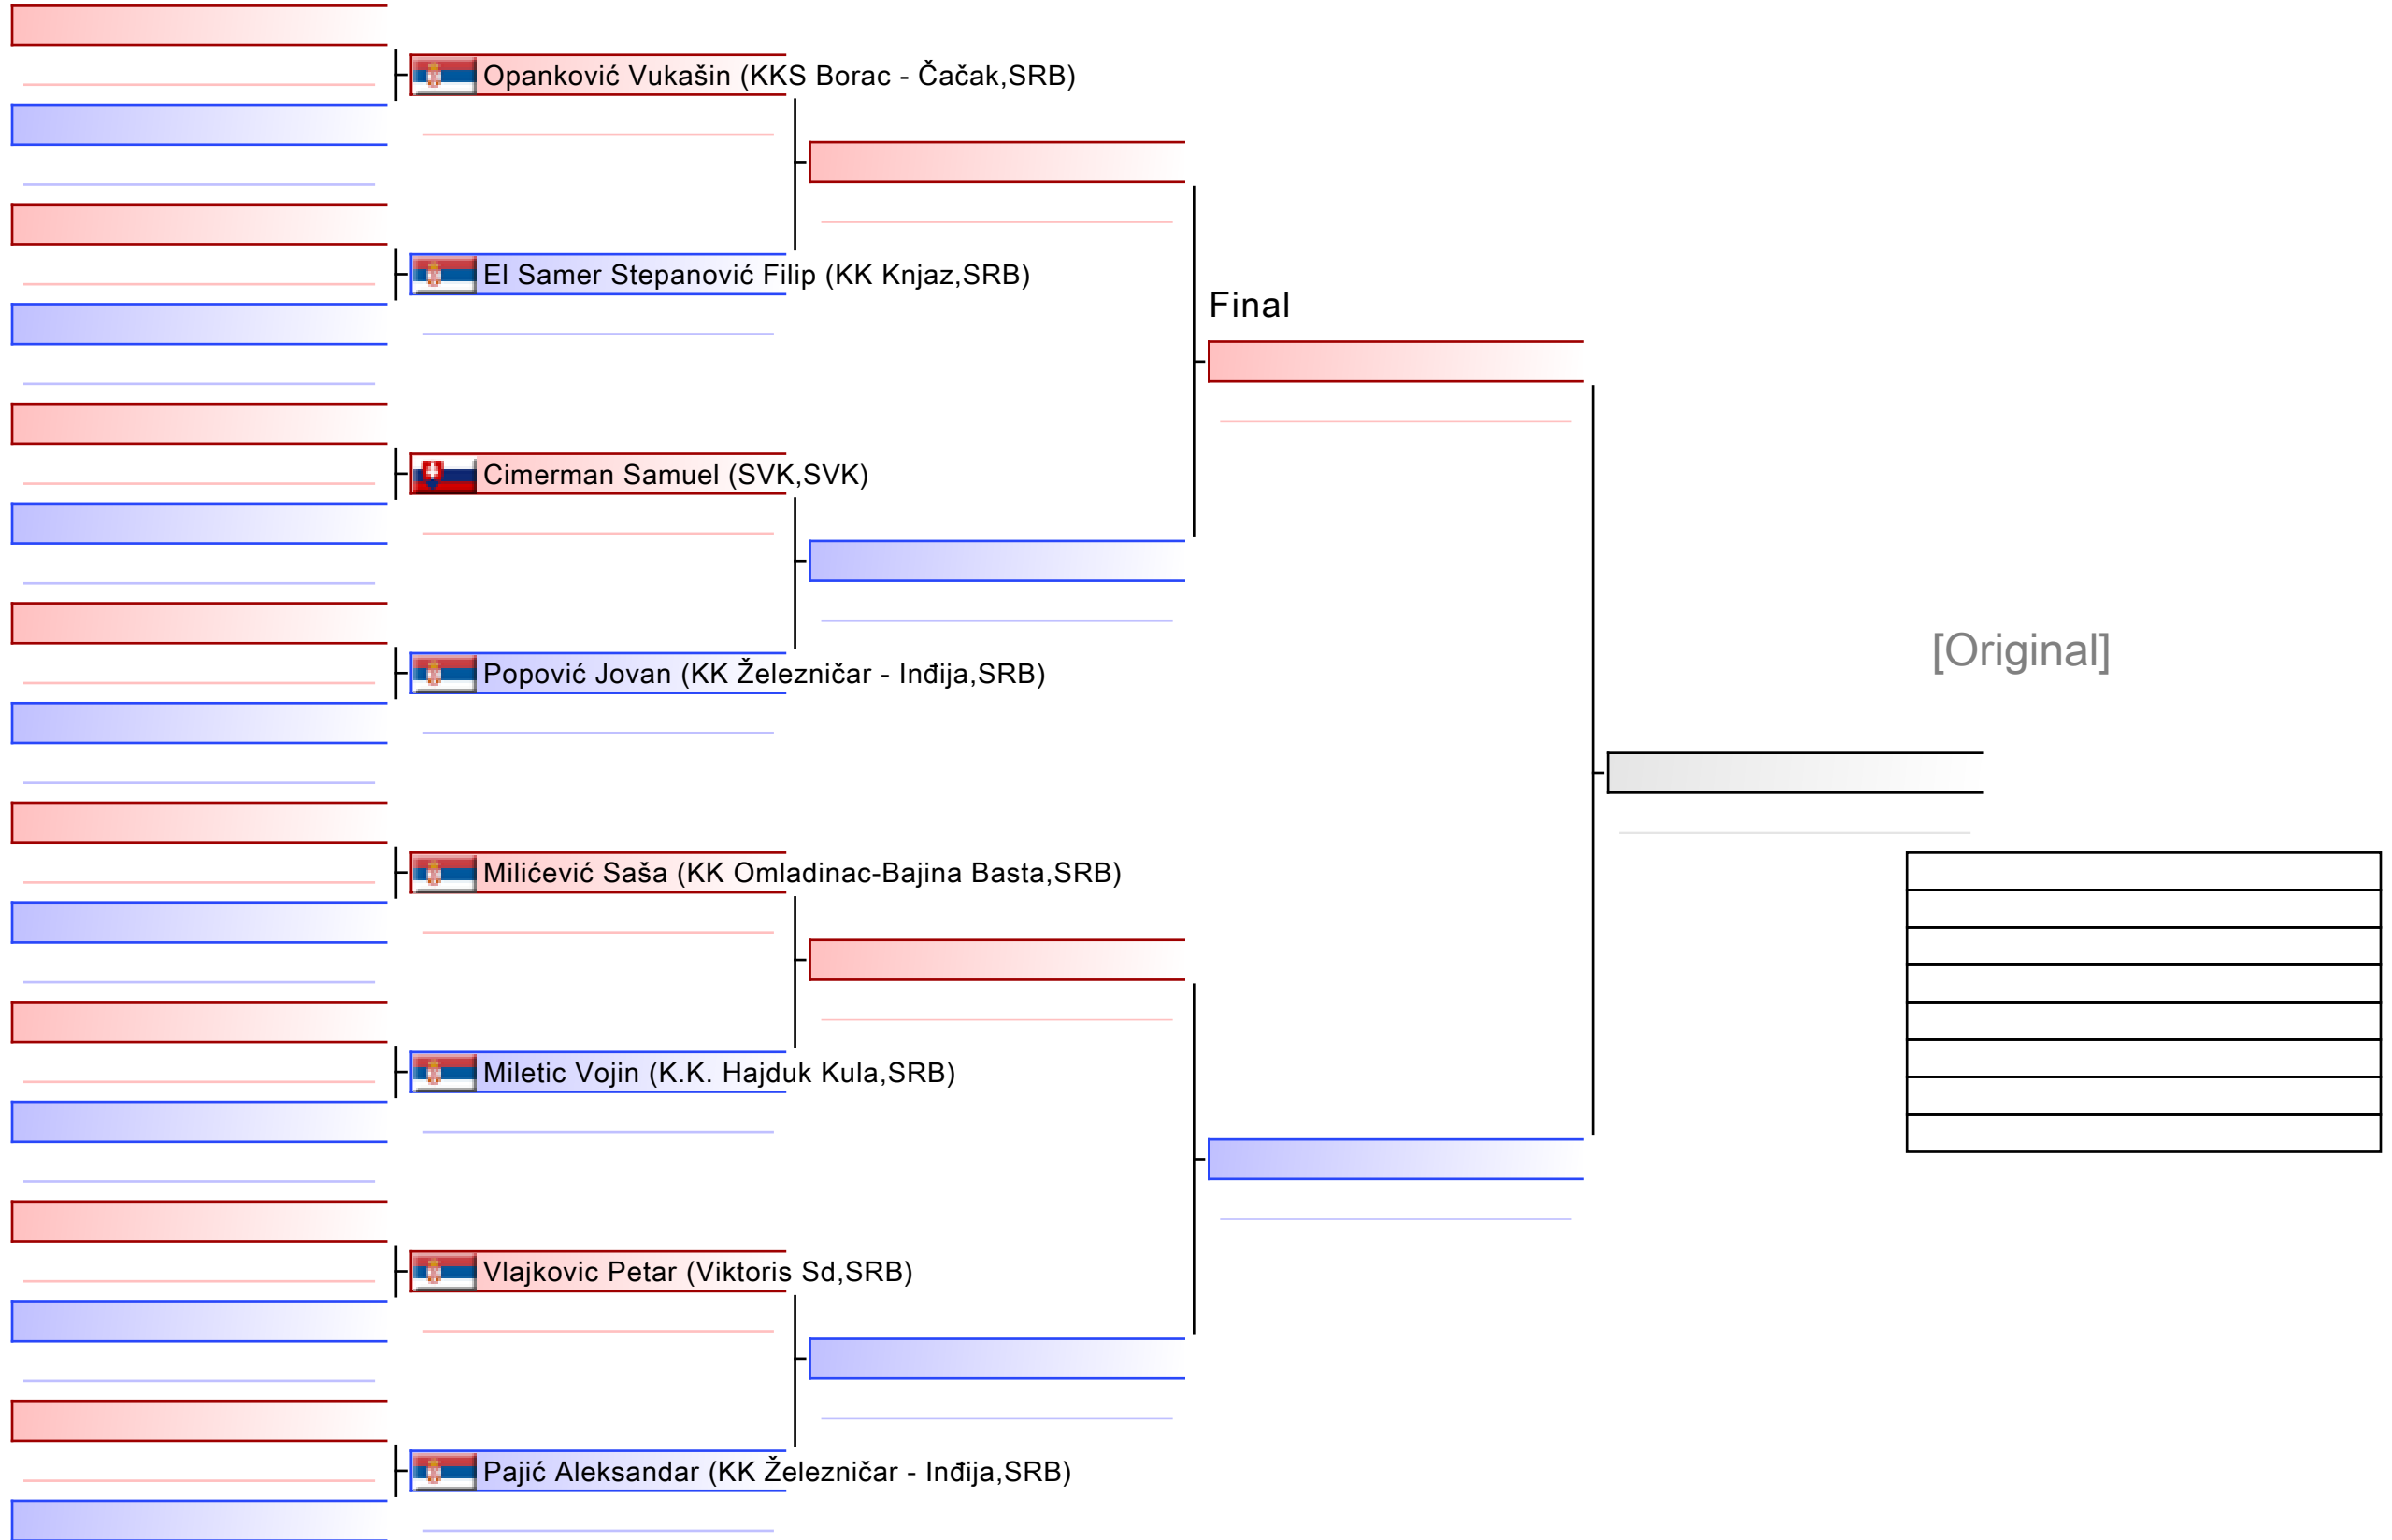 Opanković Vukašin (KKS Borac - Čačak,SRB)
El Samer Stepanović Filip (KK Knjaz,SRB)
Final
Cimerman Samuel (SVK,SVK)
[Original]
Popović Jovan (KK Železničar - Inđija,SRB)
Milićević Saša (KK Omladinac-Bajina Basta,SRB)
Miletic Vojin (K.K. Hajduk Kula,SRB)
Vlajkovic Petar (Viktoris Sd,SRB)
Pajić Aleksandar (KK Železničar - Inđija,SRB)